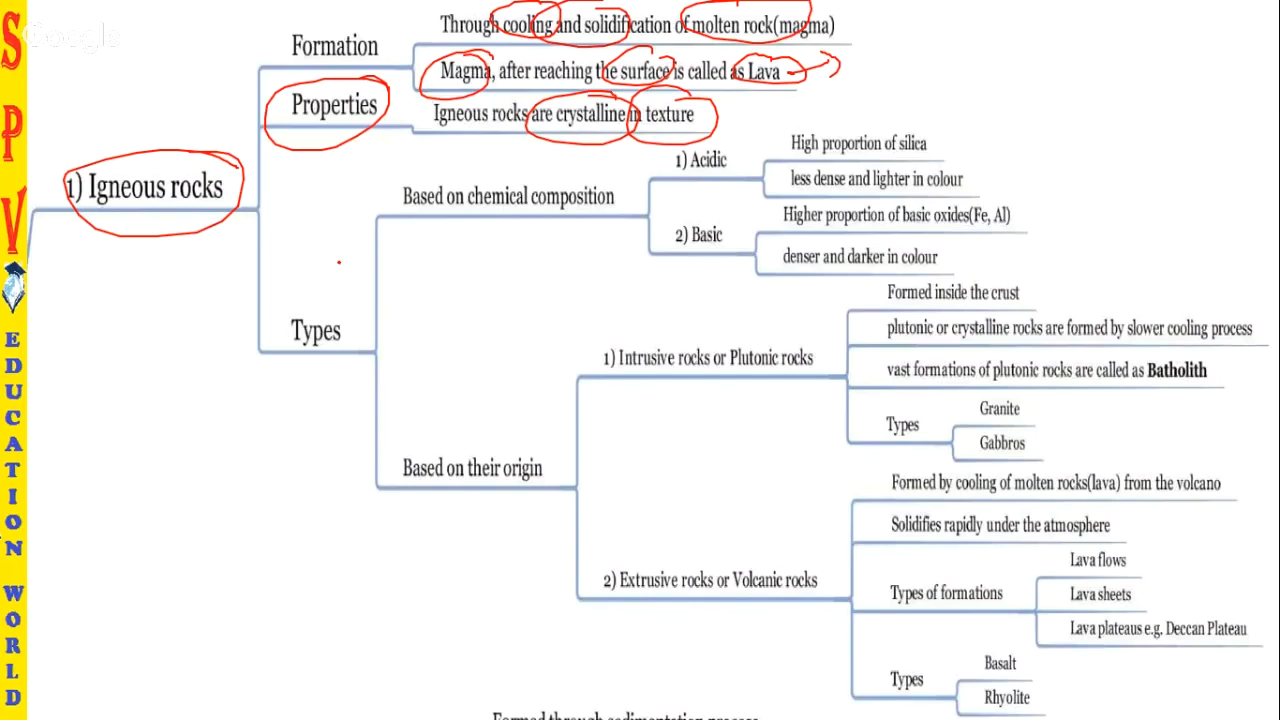 SPV
EDUCATION WORLD
Google
1) Igneous rocks
Formation
Through cooling and solidification of molten rock(magma)
Magma, after reaching the surface is called as Lava
Properties
Igneous rocks are crystalline in texture
Types
Based on chemical composition
1) Acidic
High proportion of silica
less dense and lighter in colour
2) Basic
Higher proportion of basic oxides(Fe, Al)
denser and darker in colour
Based on their origin
1) Intrusive rocks or Plutonic rocks
Formed inside the crust
plutonic or crystalline rocks are formed by slower cooling process
vast formations of plutonic rocks are called as Batholith
Types
Granite
Gabbros
2) Extrusive rocks or Volcanic rocks
Formed by cooling of molten rocks(lava) from the volcano
Solidifies rapidly under the atmosphere
Types of formations
Lava flows
Lava sheets
Lava plateaus e.g. Deccan Plateau
Types
Basalt
Rhyolite
Formed through sedimentation process